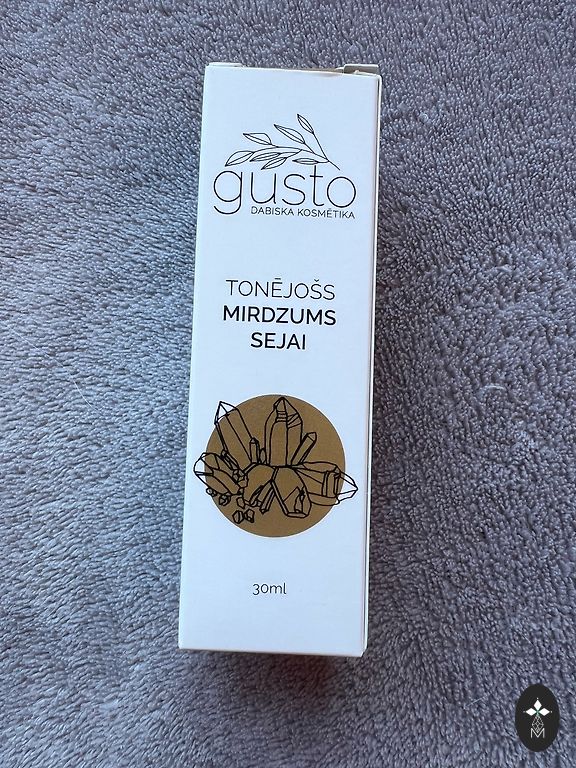 gusto
DABISKA KOSMĒTIKA
TONĒJOŠS
MIRDZUMS
SEJAI
30ml
M